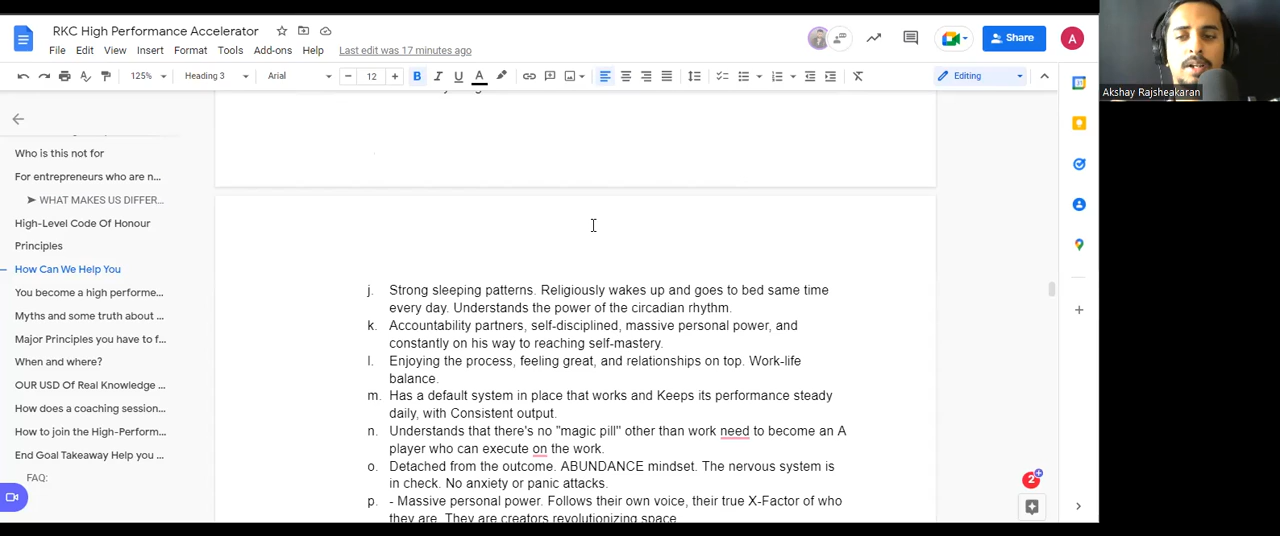 RKC High Performance Accelerator
File Edit View Insert Format Tools Add-ons Help Last edit was 17 minutes ago
Share
A
125% Heading 3 Arial 12 B I U A Editing
Akshay Rajsheakaran
Who is this not for
For entrepreneurs who are n...
➤ WHAT MAKES US DIFFER...
High-Level Code Of Honour
Principles
How Can We Help You
You become a high performe...
Myths and some truth about ...
Major Principles you have to f...
When and where?
OUR USD Of Real Knowledge ...
How does a coaching session...
How to join the High-Perform...
End Goal Takeaway Help you ...
FAQ:
j. Strong sleeping patterns. Religiously wakes up and goes to bed same time
every day. Understands the power of the circadian rhythm.
k. Accountability partners, self-disciplined, massive personal power, and
constantly on his way to reaching self-mastery.
l. Enjoying the process, feeling great, and relationships on top. Work-life
balance.
m. Has a default system in place that works and Keeps its performance steady
daily, with Consistent output.
n. Understands that there's no "magic pill" other than work need to become an A
player who can execute on the work.
o. Detached from the outcome. ABUNDANCE mindset. The nervous system is
in check. No anxiety or panic attacks.
p. - Massive personal power. Follows their own voice, their true X-Factor of who
they are. They are creators revolutionizing space
2